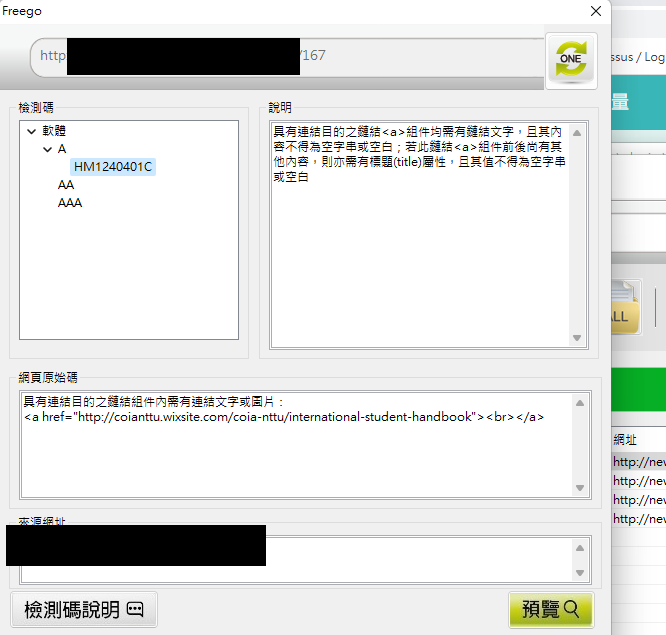 Freego
http
/167
ONE
ssus / Log
量
檢測碼
軟體
A
HM1240401C
AA
AAA
說明
具有連結目的之鏈結<a>組件均需有鏈結文字，且其內
容不得為空字串或空白；若此鏈結<a>組件前後尚有其
他內容，則亦需有標題(title)屬性，且其值不得為空字串
或空白
ALL
網頁原始碼
具有連結目的之鏈結組件內需有連結文字或圖片：
<a href="http://coianttu.wixsite.com/coia-nttu/international-student-handbook"><br></a>
網址
http://new
http://new
http://new
http://new
來源網址
檢測碼說明
預覽